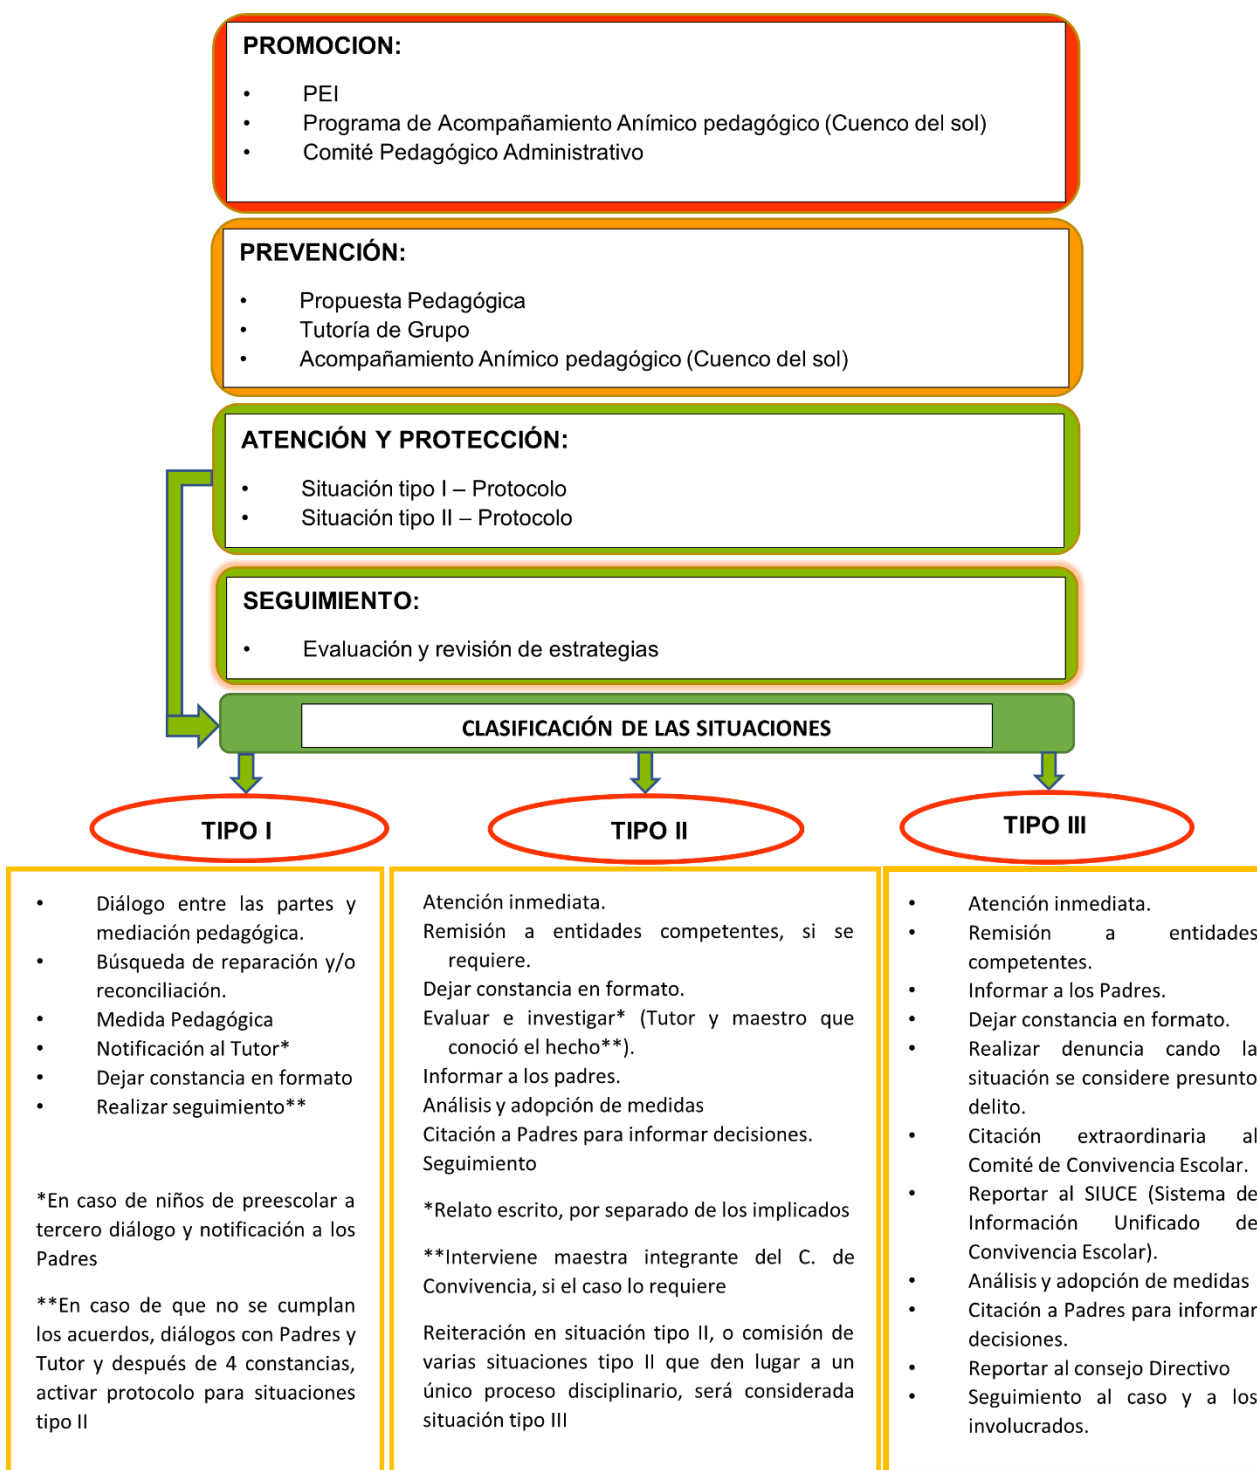 PROMOCION:
• PEI
• Programa de Acompañamiento Anímico pedagógico (Cuenco del sol)
• Comité Pedagógico Administrativo
PREVENCIÓN:
• Propuesta Pedagógica
• Tutoría de Grupo
• Acompañamiento Anímico pedagógico (Cuenco del sol)
ATENCIÓN Y PROTECCIÓN:
• Situación tipo I – Protocolo
• Situación tipo II – Protocolo
SEGUIMIENTO:
• Evaluación y revisión de estrategias
CLASIFICACIÓN DE LAS SITUACIONES
TIPO I
• Diálogo entre las partes y
mediación pedagógica.
• Búsqueda de reparación y/o
reconciliación.
• Medida Pedagógica
• Notificación al Tutor*
• Dejar constancia en formato
• Realizar seguimiento**
*En caso de niños de preescolar a
tercero diálogo y notificación a los
Padres
**En caso de que no se cumplan
los acuerdos, diálogos con Padres y
Tutor y después de 4 constancias,
activar protocolo para situaciones
tipo II
TIPO II
Atención inmediata.
Remisión a entidades competentes, si se
requiere.
Dejar constancia en formato.
Evaluar e investigar* (Tutor y maestro que
conoció el hecho**).
Informar a los padres.
Análisis y adopción de medidas
Citación a Padres para informar decisiones.
Seguimiento
*Relato escrito, por separado de los implicados
**Interviene maestra integrante del C. de
Convivencia, si el caso lo requiere
Reiteración en situación tipo II, o comisión de
varias situaciones tipo II que den lugar a un
único proceso disciplinario, será considerada
situación tipo III
TIPO III
• Atención inmediata.
• Remisión a entidades
competentes.
• Informar a los Padres.
• Dejar constancia en formato.
• Realizar denuncia cando la
situación se considere presunto
delito.
• Citación extraordinaria al
Comité de Convivencia Escolar.
• Reportar al SIUCE (Sistema de
Información Unificado de
Convivencia Escolar).
• Análisis y adopción de medidas
• Citación a Padres para informar
decisiones.
• Reportar al consejo Directivo
• Seguimiento al caso y a los
involucrados.